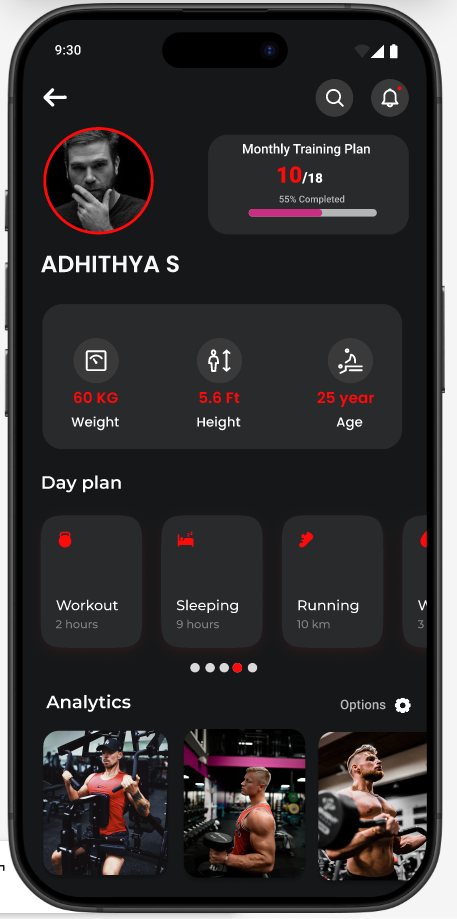 9:30
Monthly Training Plan
10/18
55% Completed
ADHITHYA S
60 KG 5.6 Ft 25 year
Weight Height Age
Day plan
Workout Sleeping Running
2 hours 9 hours 10 km
Analytics Options